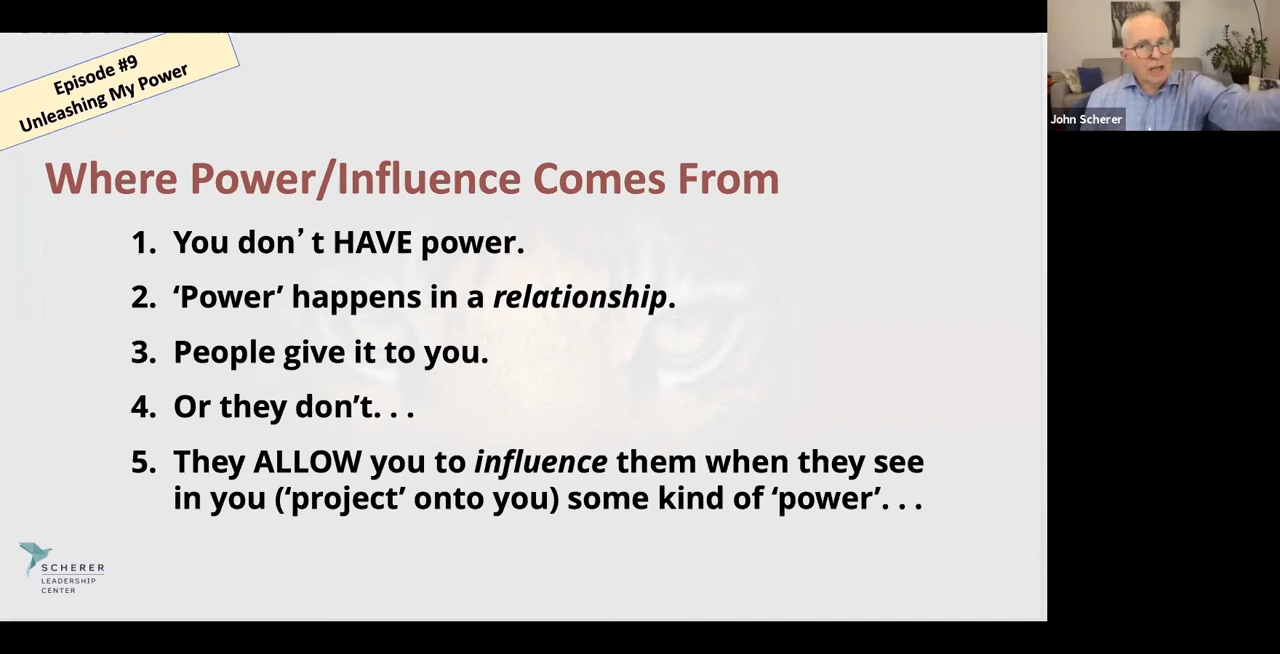 Episode #9
Unleashing My Power
John Scherer
Where Power/Influence Comes From
1. You don’ t HAVE power.
2. ‘Power’ happens in a relationship.
3. People give it to you.
4. Or they don’t. . .
5. They ALLOW you to influence them when they see
in you (‘project’ onto you) some kind of ‘power’. . .
SCHERER
LEADERSHIP
CENTER